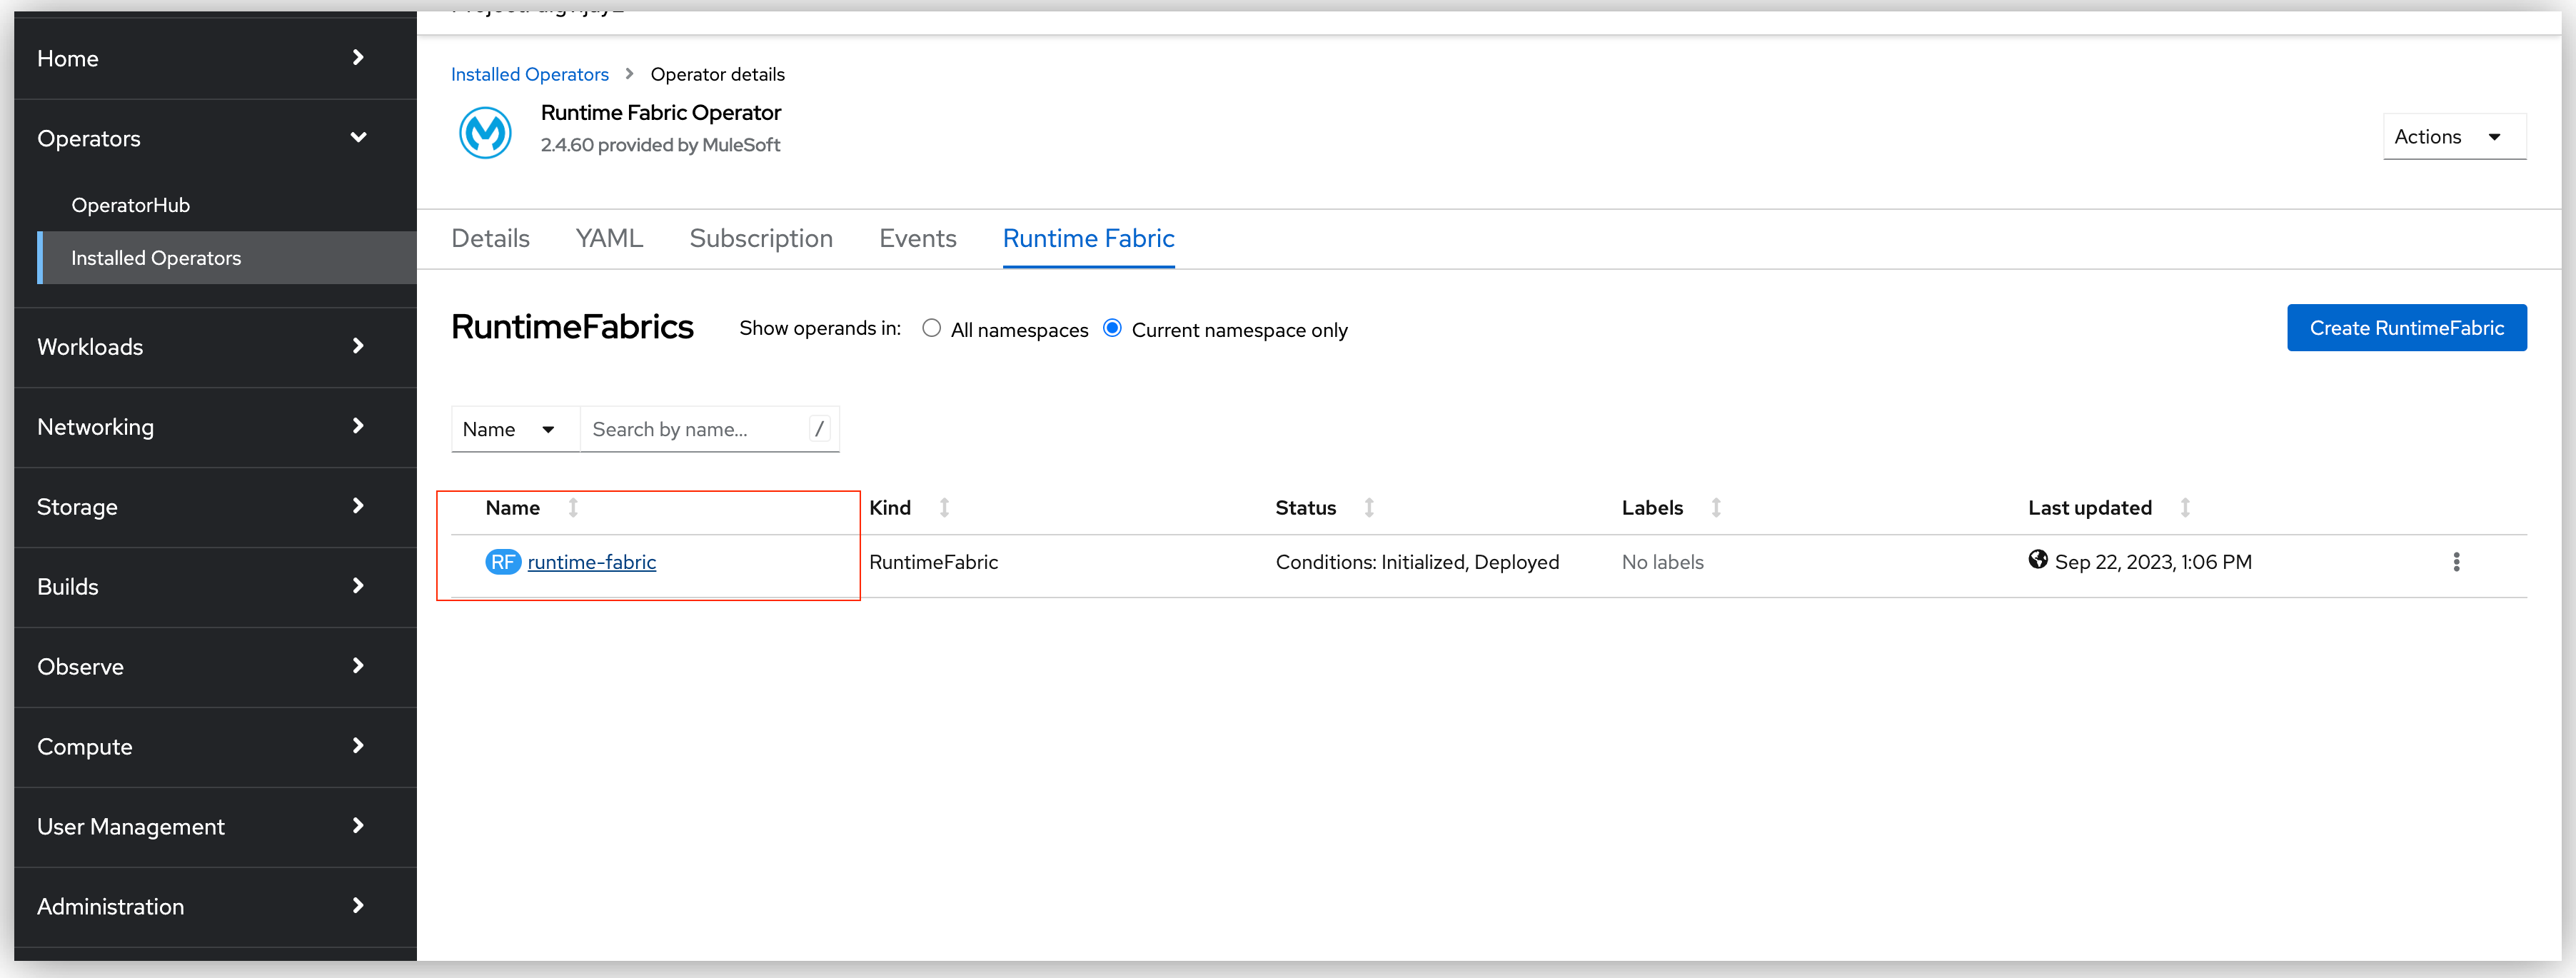 Home
Operators
OperatorHub
Installed Operators
Workloads
Networking
Storage
Builds
Observe
Compute
User Management
Administration
Installed Operators > Operator details
Runtime Fabric Operator
2.4.60 provided by MuleSoft
Actions
Details YAML Subscription Events Runtime Fabric
RuntimeFabrics Show operands in: All namespaces Current namespace only Create RuntimeFabric
Name Search by name... /
Name Kind Status Labels Last updated
RF runtime-fabric RuntimeFabric Conditions: Initialized, Deployed No labels Sep 22, 2023, 1:06 PM